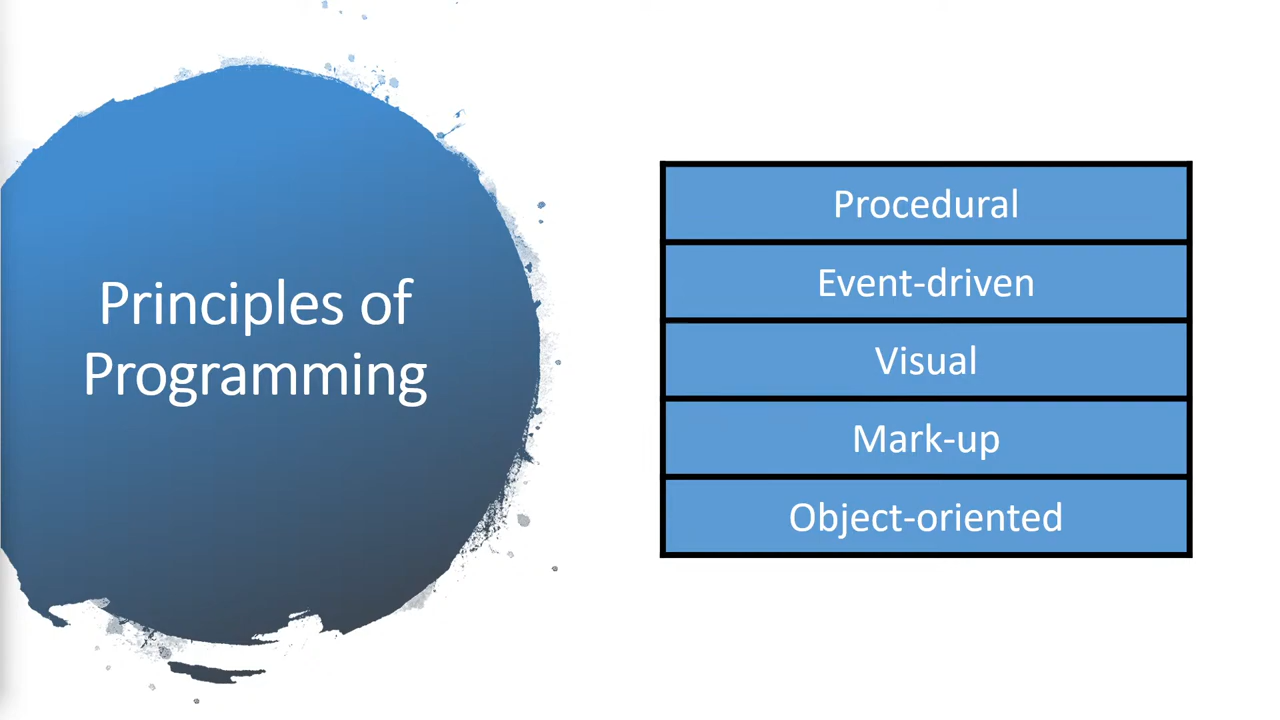 Principles of
Programming
Procedural
Event-driven
Visual
Mark-up
Object-oriented